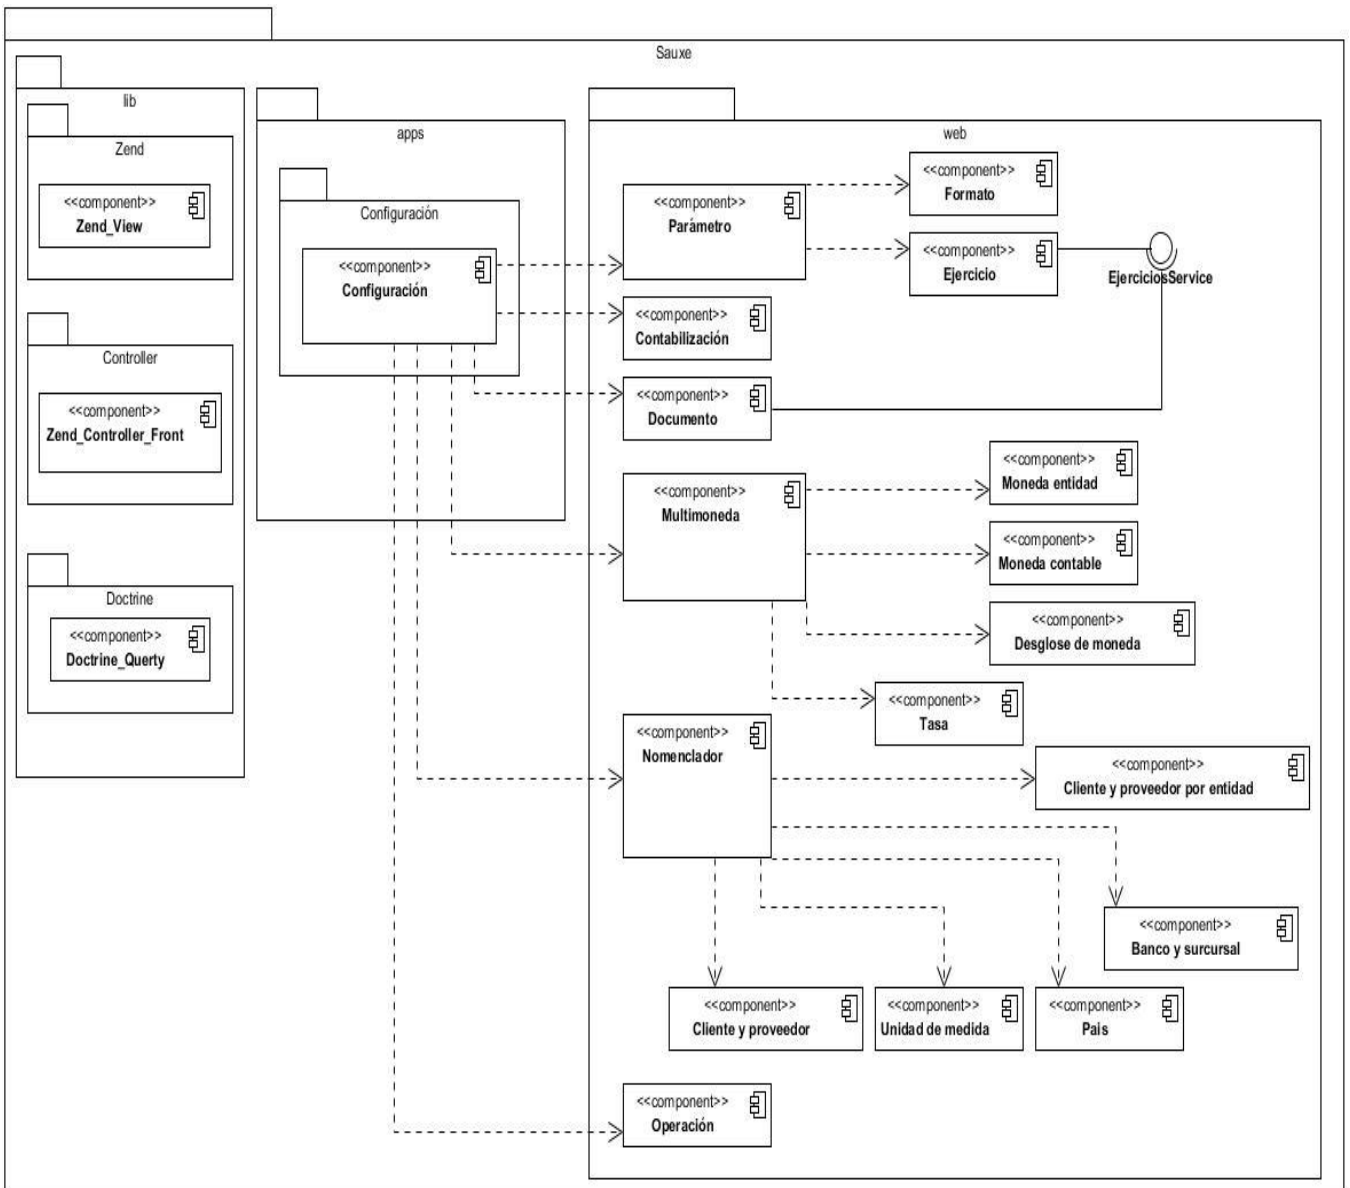 Sauxe
lib
Zend
<<component>>
Zend_View
Controller
<<component>>
Zend_Controller_Front
Doctrine
<<component>>
Doctrine_Querty
apps
Configuración
<<component>>
Configuración
web
<<component>>
Parámetro
<<component>>
Formato
<<component>>
Ejercicio
EjerciciosService
<<component>>
Contabilización
<<component>>
Documento
<<component>>
Multimoneda
<<component>>
Moneda entidad
<<component>>
Moneda contable
<<component>>
Desglose de moneda
<<component>>
Tasa
<<component>>
Nomenclador
<<component>>
Cliente y proveedor por entidad
<<component>>
Banco y surcursal
<<component>>
Cliente y proveedor
<<component>>
Unidad de medida
<<component>>
Pais
<<component>>
Operación